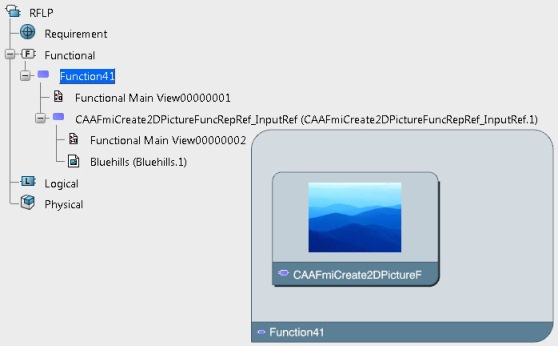 RFLP
Requirement
Functional
Function41
Functional Main View00000001
CAAFmiCreate2DPictureFuncRepRef_InputRef (CAAFmiCreate2DPictureFuncRepRef_InputRef.1)
Functional Main View00000002
Bluehills (Bluehills.1)
Logical
Physical
CAAFmiCreate2DPictureF
Function41